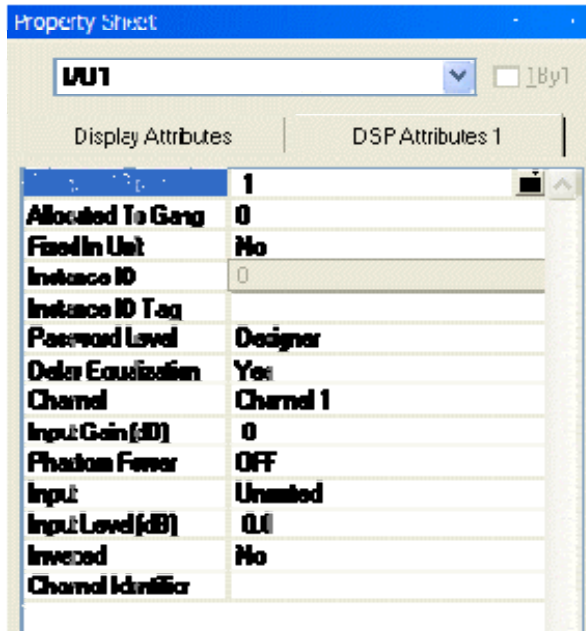 Property Sheet
1By1
Display Attributes DSP Attributes 1
1
Allocated To Gang 0
Fixed In Unit No
Instance ID 0
Instance ID Tag
Password Level Designer
Delay Equalization Yes
Channel Channel 1
Input Gain (dB) 0
Phantom Power OFF
Input Unmuted
Input Level (dB) 0.0
Inverted No
Channel Identifier